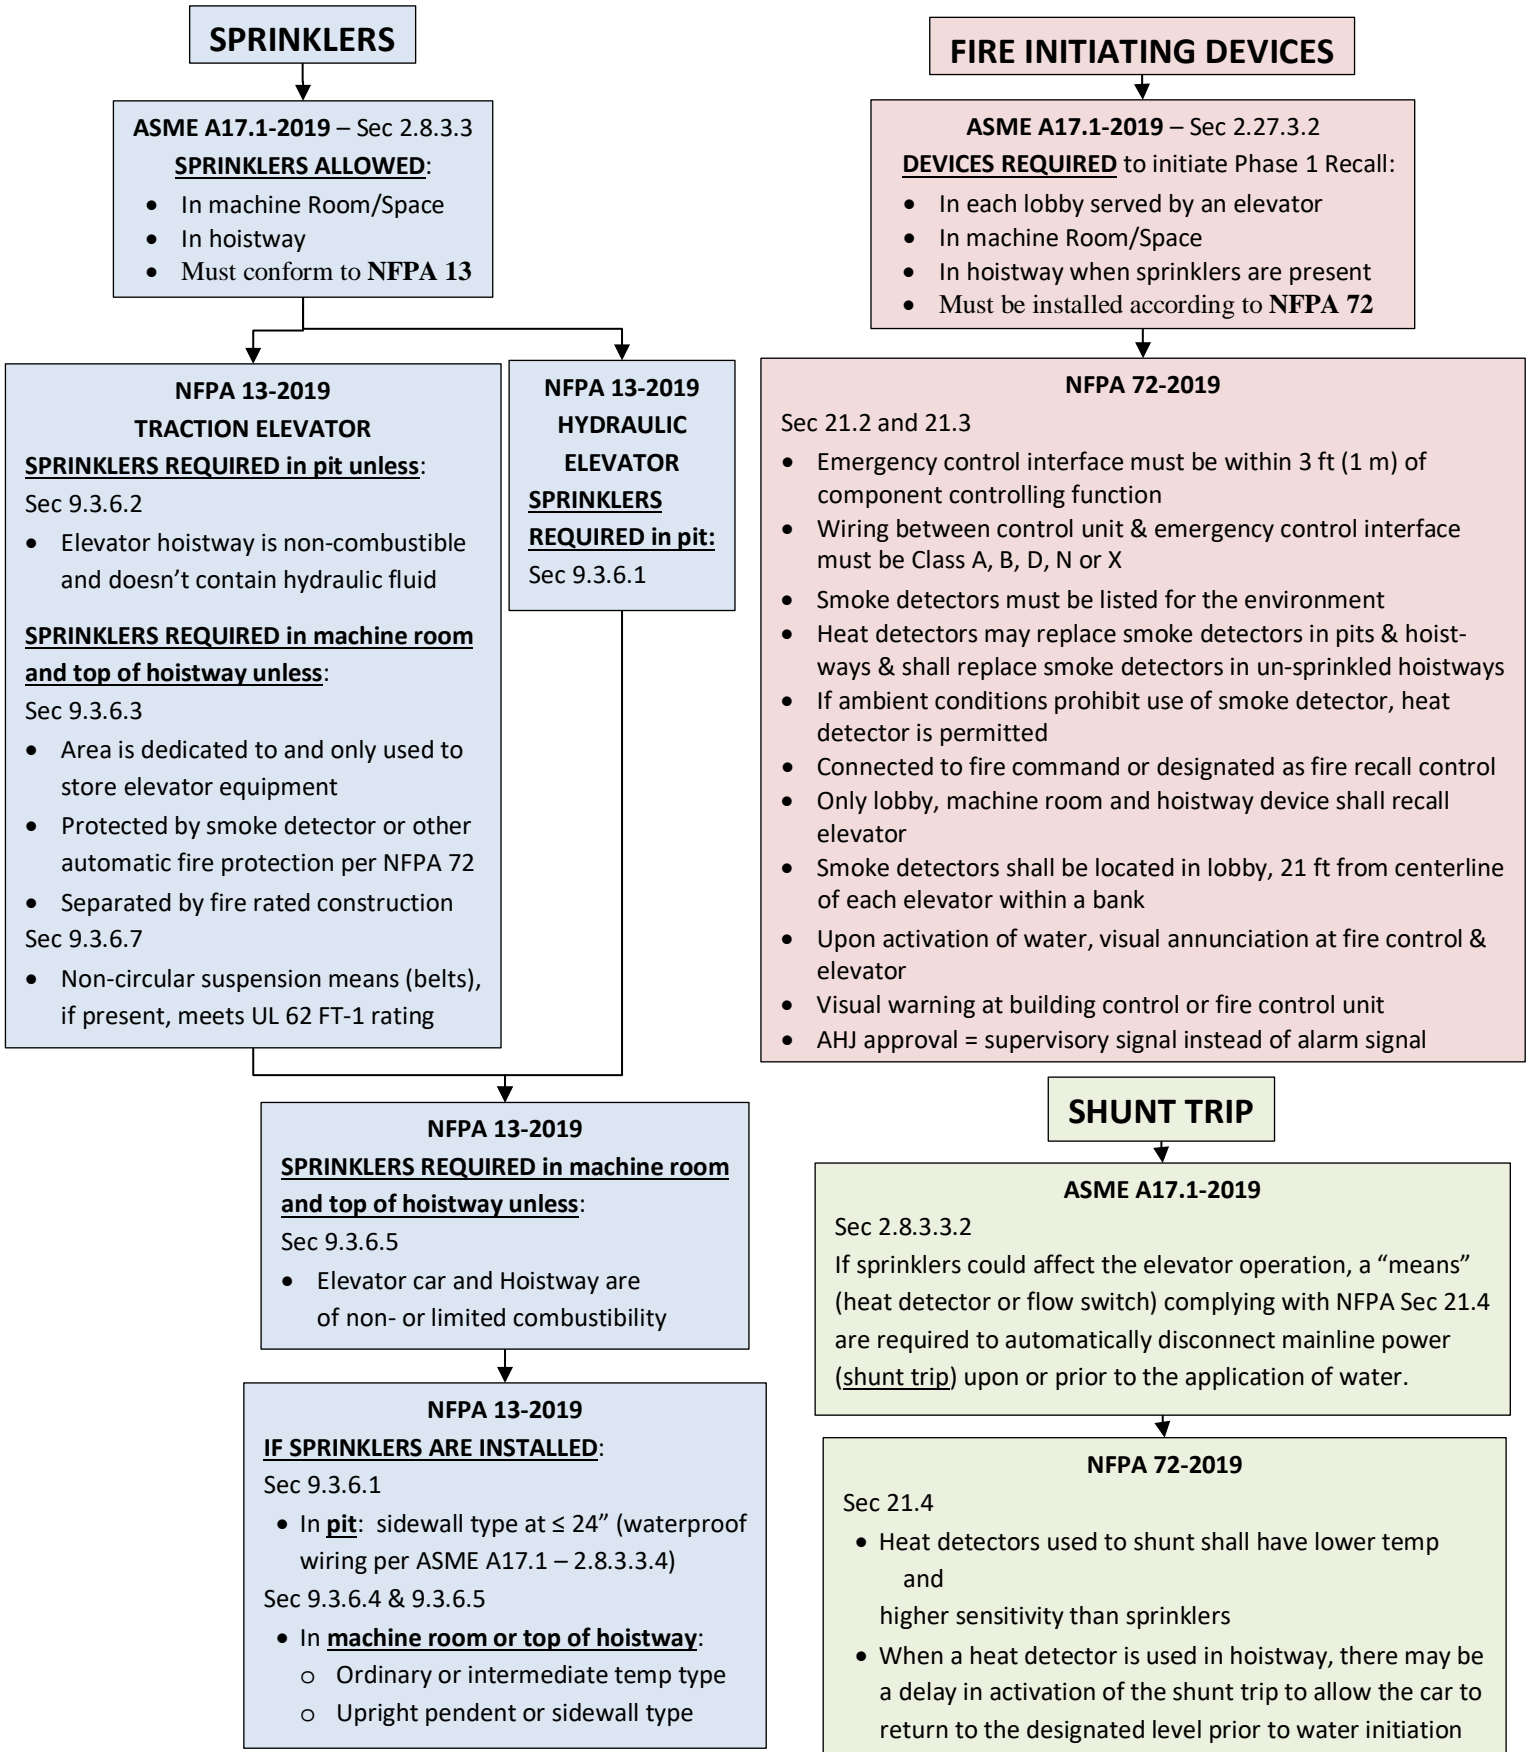 SPRINKLERS
ASME A17.1-2019 – Sec 2.8.3.3
SPRINKLERS ALLOWED:
• In machine Room/Space
• In hoistway
• Must conform to NFPA 13
NFPA 13-2019
TRACTION ELEVATOR
SPRINKLERS REQUIRED in pit unless:
Sec 9.3.6.2
• Elevator hoistway is non-combustible
and doesn’t contain hydraulic fluid
SPRINKLERS REQUIRED in machine room
and top of hoistway unless:
Sec 9.3.6.3
• Area is dedicated to and only used to
store elevator equipment
• Protected by smoke detector or other
automatic fire protection per NFPA 72
• Separated by fire rated construction
Sec 9.3.6.7
• Non-circular suspension means (belts),
if present, meets UL 62 FT-1 rating
NFPA 13-2019
HYDRAULIC
ELEVATOR
SPRINKLERS
REQUIRED in pit:
Sec 9.3.6.1
NFPA 13-2019
SPRINKLERS REQUIRED in machine room
and top of hoistway unless:
Sec 9.3.6.5
• Elevator car and Hoistway are
of non- or limited combustibility
NFPA 13-2019
IF SPRINKLERS ARE INSTALLED:
Sec 9.3.6.1
• In pit: sidewall type at ≤ 24” (waterproof
wiring per ASME A17.1 – 2.8.3.3.4)
Sec 9.3.6.4 & 9.3.6.5
• In machine room or top of hoistway:
o Ordinary or intermediate temp type
o Upright pendent or sidewall type
FIRE INITIATING DEVICES
ASME A17.1-2019 – Sec 2.27.3.2
DEVICES REQUIRED to initiate Phase 1 Recall:
• In each lobby served by an elevator
• In machine Room/Space
• In hoistway when sprinklers are present
• Must be installed according to NFPA 72
NFPA 72-2019
Sec 21.2 and 21.3
• Emergency control interface must be within 3 ft (1 m) of
component controlling function
• Wiring between control unit & emergency control interface
must be Class A, B, D, N or X
• Smoke detectors must be listed for the environment
• Heat detectors may replace smoke detectors in pits & hoist-
ways & shall replace smoke detectors in un-sprinkled hoistways
• If ambient conditions prohibit use of smoke detector, heat
detector is permitted
• Connected to fire command or designated as fire recall control
• Only lobby, machine room and hoistway device shall recall
elevator
• Smoke detectors shall be located in lobby, 21 ft from centerline
of each elevator within a bank
• Upon activation of water, visual annunciation at fire control &
elevator
• Visual warning at building control or fire control unit
• AHJ approval = supervisory signal instead of alarm signal
SHUNT TRIP
ASME A17.1-2019
Sec 2.8.3.3.2
If sprinklers could affect the elevator operation, a “means”
(heat detector or flow switch) complying with NFPA Sec 21.4
are required to automatically disconnect mainline power
(shunt trip) upon or prior to the application of water.
NFPA 72-2019
Sec 21.4
• Heat detectors used to shunt shall have lower temp
and
higher sensitivity than sprinklers
• When a heat detector is used in hoistway, there may be
a delay in activation of the shunt trip to allow the car to
return to the designated level prior to water initiation